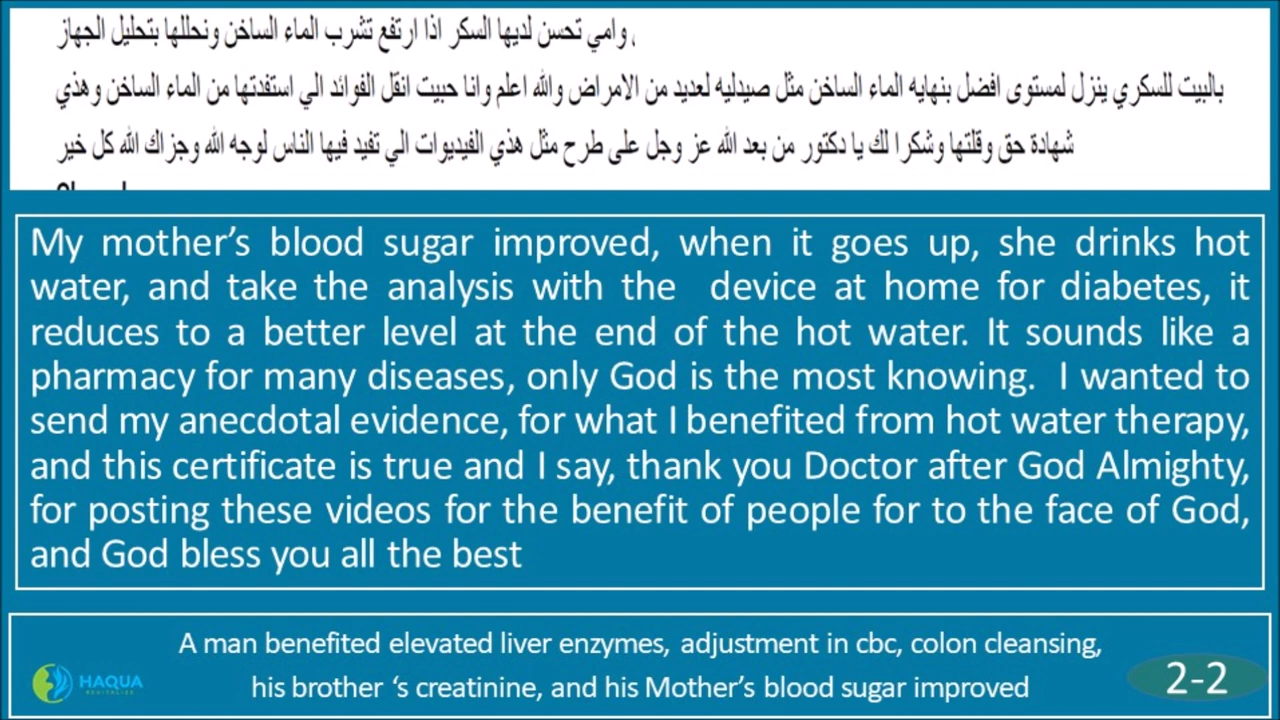 ، وامي تحسن لديها السكر اذا ارتفع تشرب الماء الساخن ونحللها بتحليل الجهاز
بالبيت للسكري ينزل لمستوى افضل بنهايه الماء الساخن مثل صيدليه لعديد من الامراض والله اعلم وانا حبيت انقل الفوائد الي استفدتها من الماء الساخن وهذي
شهادة حق وقلتها وشكرا لك يا دكتور من بعد الله عز وجل على طرح مثل هذي الفيديوات الي تفيد فيها الناس لوجه الله وجزاك الله كل خير
My mother’s blood sugar improved, when it goes up, she drinks hot
water, and take the analysis with the device at home for diabetes, it
reduces to a better level at the end of the hot water. It sounds like a
pharmacy for many diseases, only God is the most knowing. I wanted to
send my anecdotal evidence, for what I benefited from hot water therapy,
and this certificate is true and I say, thank you Doctor after God Almighty,
for posting these videos for the benefit of people for to the face of God,
and God bless you all the best
A man benefited elevated liver enzymes, adjustment in cbc, colon cleansing,
his brother ‘s creatinine, and his Mother’s blood sugar improved
HAQUA
REVITALIZE
2-2